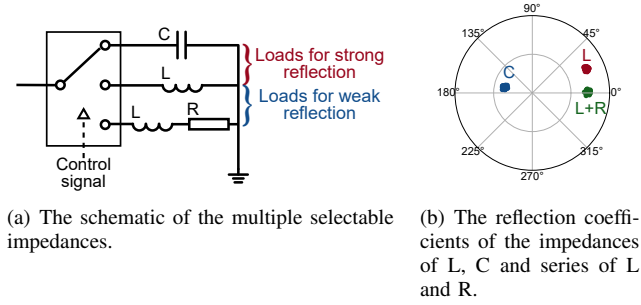 C
L
L
R
Control
signal
Loads for strong
reflection
Loads for weak
reflection
90°
135°
45°
180°
0°
225°
315°
270°
C
L
L+R
(a) The schematic of the multiple selectable
impedances.
(b) The reflection coeffi-
cients of the impedances
of L, C and series of L
and R.